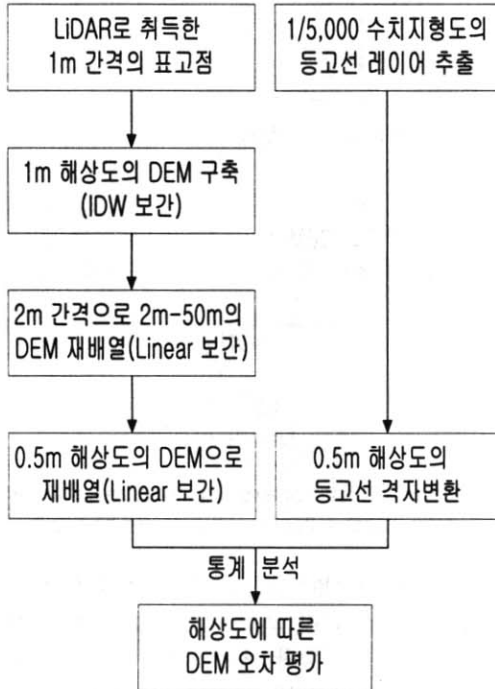 LiDAR로 취득한
1m 간격의 표고점
1/5,000 수치지형도의
등고선 레이어 추출
1m 해상도의 DEM 구축
(IDW 보간)
2m 간격으로 2m-50m의
DEM 재배열(Linear 보간)
0.5m 해상도의 DEM으로
재배열(Linear 보간)
0.5m 해상도의
등고선 격자변환
통계 분석
해상도에 따른
DEM 오차 평가